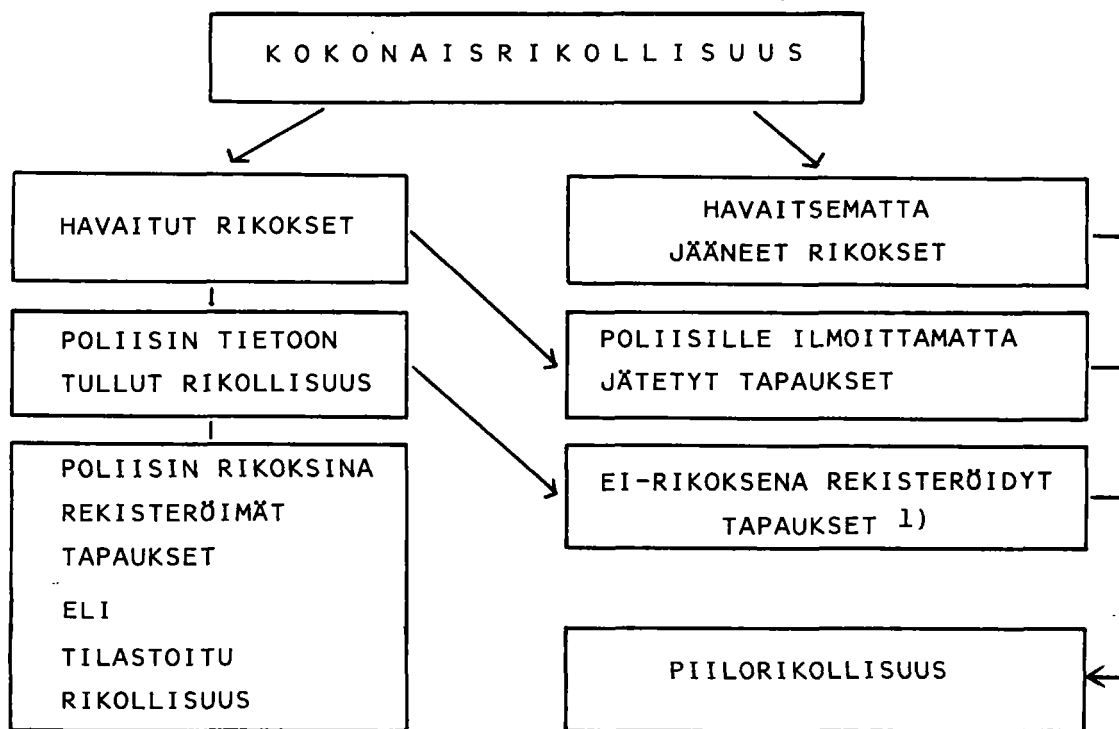 KOKONAISRIKOLLISUUS
HAVAITUT RIKOKSET
HAVAITSEMATTA
JÄÄNEET RIKOKSET
POLIISIN TIETOON
TULLUT RIKOLLISUUS
POLIISILLE ILMOITTAMATTA
JÄTETYT TAPAUKSET
POLIISIN RIKOKSINA
REKISTERÖIMÄT
TAPAUKSET
ELI
TILASTOITU
RIKOLLISUUS
EI-RIKOKSENA REKISTERÖIDYT
TAPAUKSET 1)
PIILORIKOLLISUUS